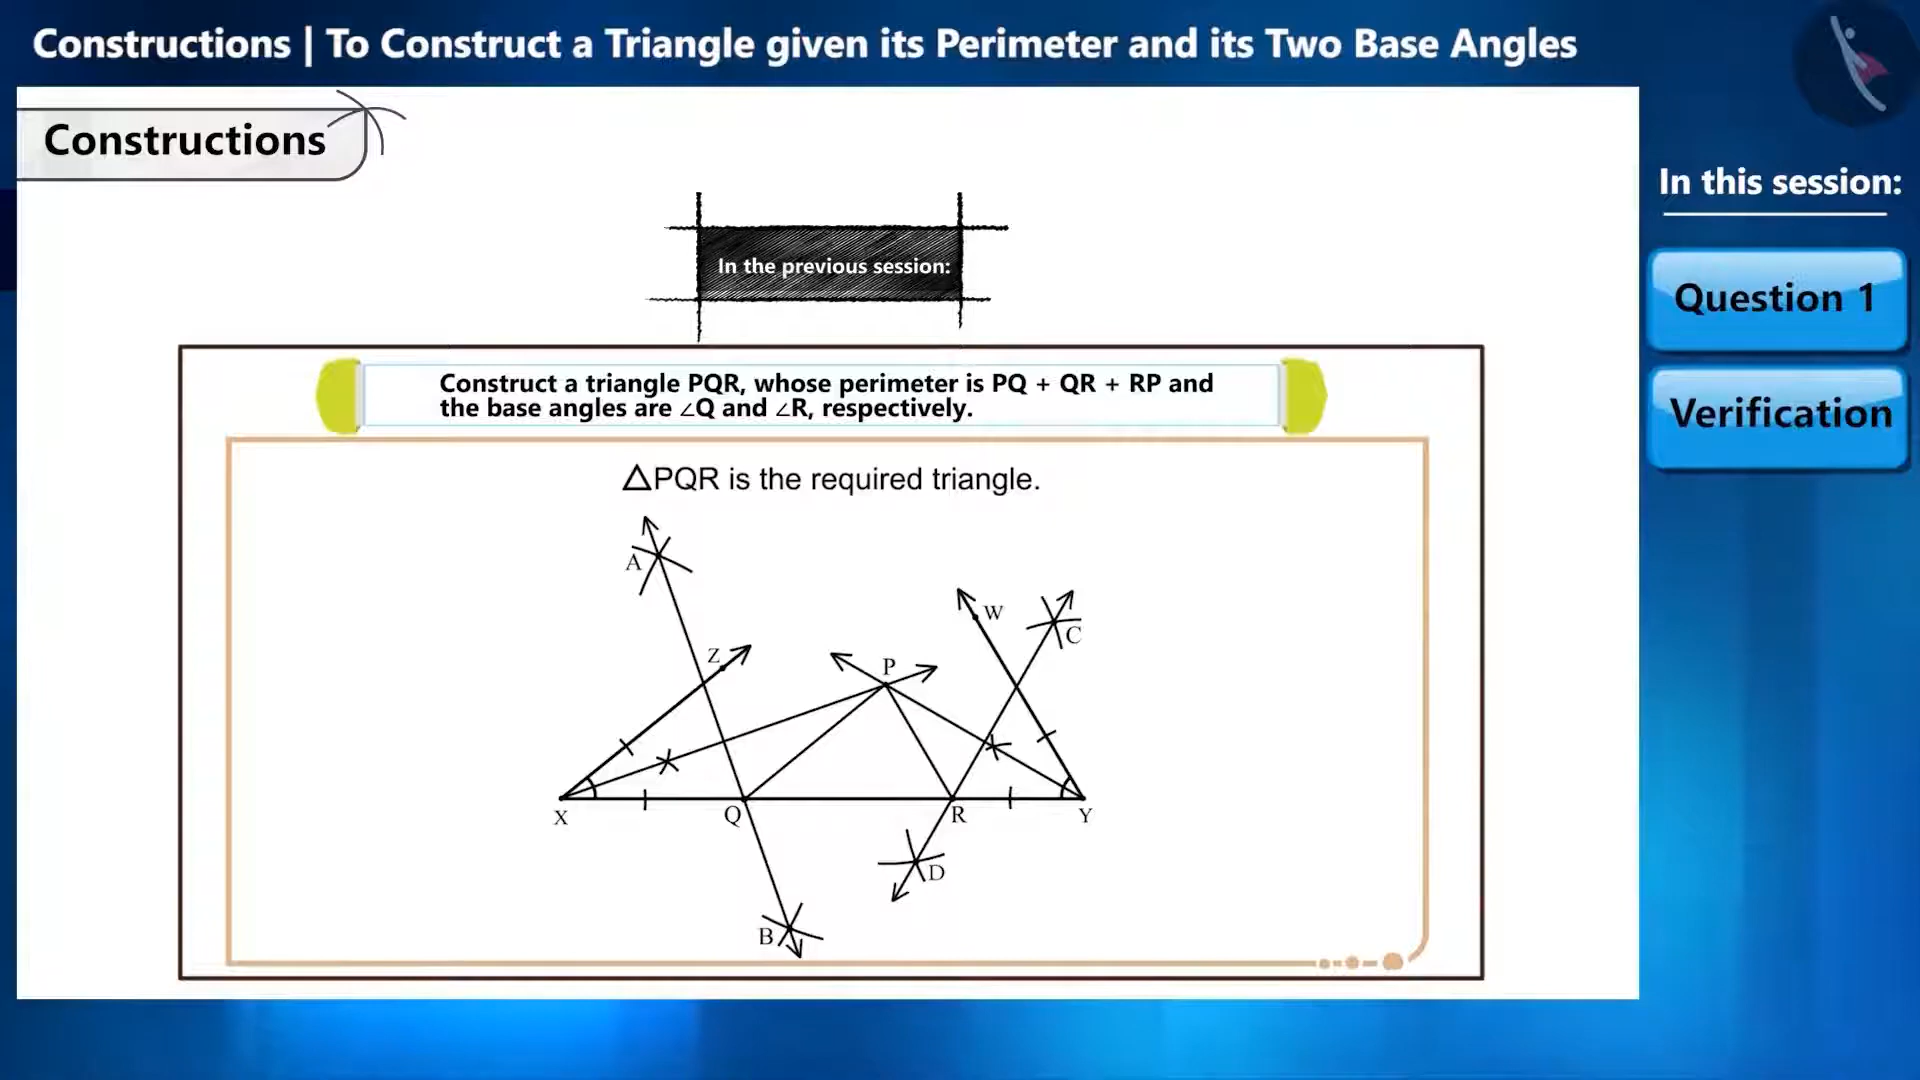 Constructions | To Construct a Triangle given its Perimeter and its Two Base Angles
Constructions
In the previous session:
Construct a triangle PQR, whose perimeter is PQ + QR + RP and
the base angles are ∠Q and ∠R, respectively.
△PQR is the required triangle.
A
W
C
Z
P
X
Q
R
Y
D
B
In this session:
Question 1
Verification